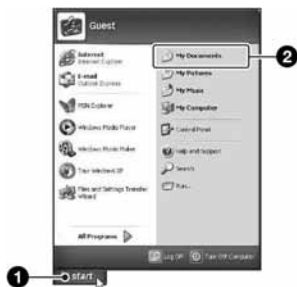 Guest
Internet
Internet Explorer
E-mail
Outlook Express
MSN Explorer
Windows Media Player
Windows Movie Maker
Tour Windows XP
Files and Settings Transfer
Wizard
All Programs
My Documents
My Pictures
My Music
My Computer
Control Panel
Help and Support
Search
Run...
Log Off
Turn Off Computer
start
1
2